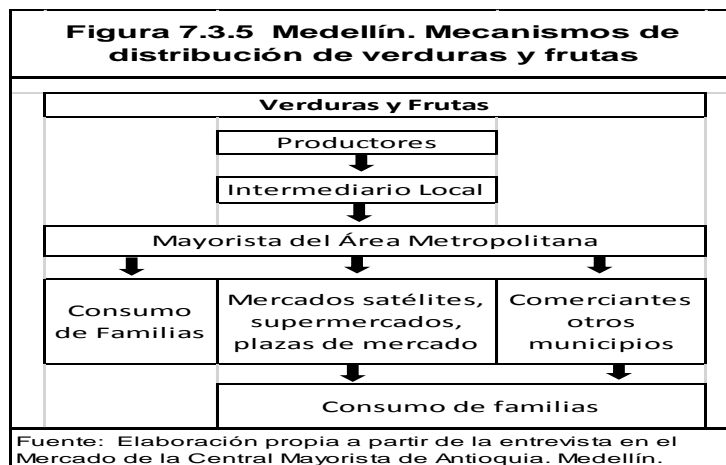 Figura 7.3.5 Medellín. Mecanismos de
distribución de verduras y frutas
Verduras y Frutas
Productores
Intermediario Local
Mayorista del Área Metropolitana
Consumo
de Familias
Mercados satélites,
supermercados,
plazas de mercado
Comerciantes
otros
municipios
Consumo de familias
Fuente: Elaboración propia a partir de la entrevista en el
Mercado de la Central Mayorista de Antioquia. Medellín.